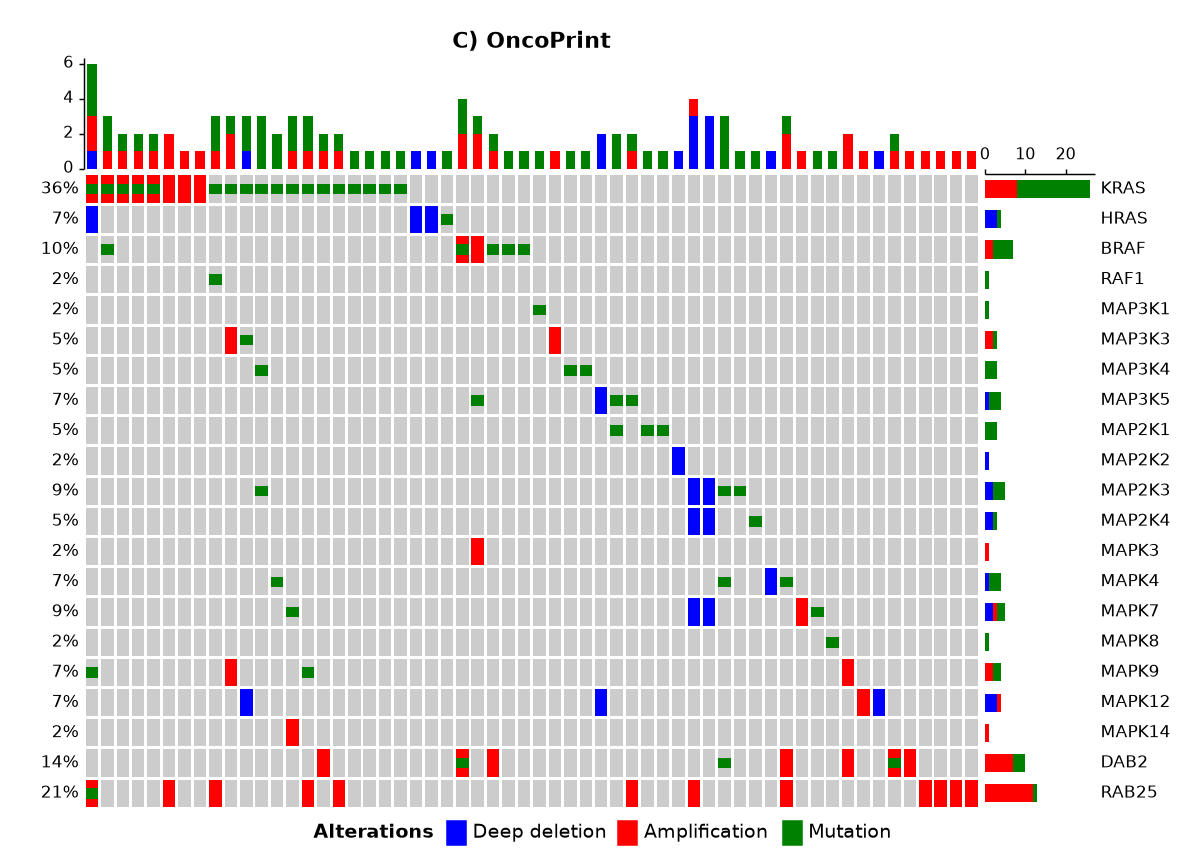 C) OncoPrint
6
4
2
0
0 10 20
36% KRAS
7% HRAS
10% BRAF
2% RAF1
2% MAP3K1
5% MAP3K3
5% MAP3K4
7% MAP3K5
5% MAP2K1
2% MAP2K2
9% MAP2K3
5% MAP2K4
2% MAPK3
7% MAPK4
9% MAPK7
2% MAPK8
7% MAPK9
7% MAPK12
2% MAPK14
14% DAB2
21% RAB25
Alterations Deep deletion Amplification Mutation